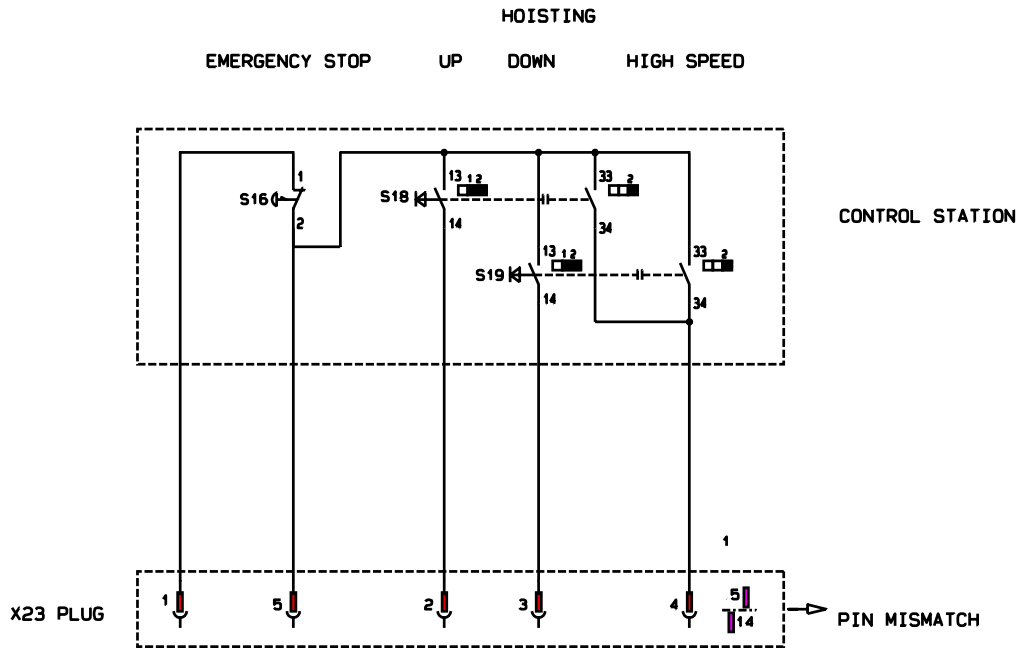 HOISTING
EMERGENCY STOP UP DOWN HIGH SPEED
1 13 1 2 33 2
S16 S18
CONTROL STATION
2 14 34
13 1 2 33 2
S19
14 34
1
1 5 2 3 4 5
X23 PLUG 14 PIN MISMATCH